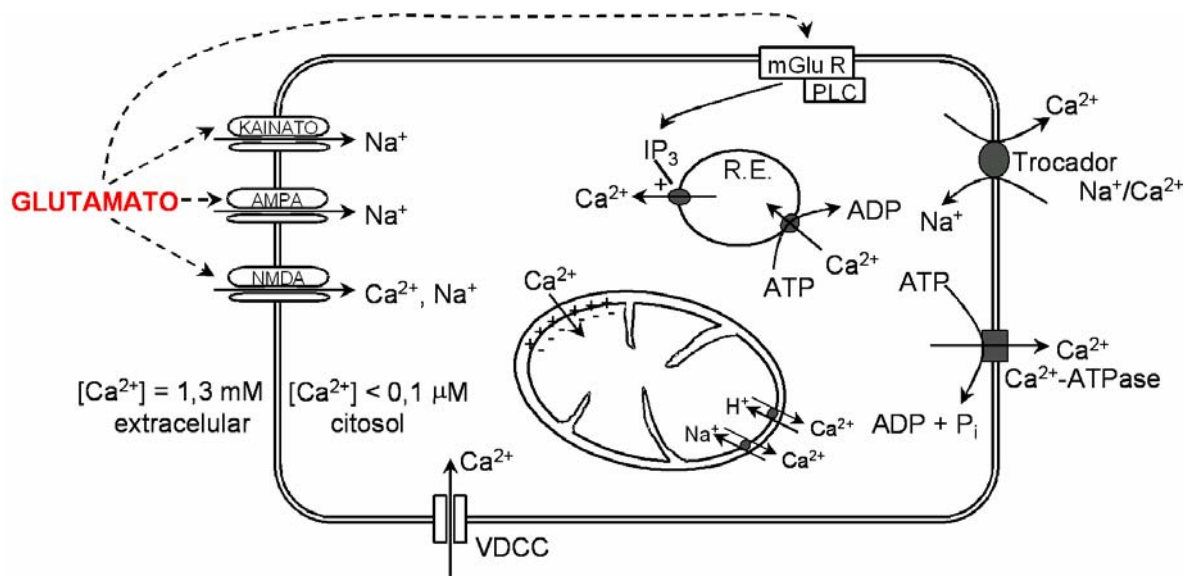 mGlu R
PLC
KAINATO
Na⁺
GLUTAMATO
AMPA
Na⁺
NMDA
Ca²⁺, Na⁺
IP₃
+
Ca²⁺
R.E.
ADP
ATP
Ca²⁺
Ca²⁺
Trocador
Na⁺/Ca²⁺
Na⁺
Ca²⁺
+ + + + + + +
- - - - - -
H⁺
Ca²⁺
Na⁺
Ca²⁺
ATP
Ca²⁺
Ca²⁺-ATPase
ADP + Pᵢ
[Ca²⁺] = 1,3 mM
extracelular
[Ca²⁺] < 0,1 μM
citosol
Ca²⁺
VDCC